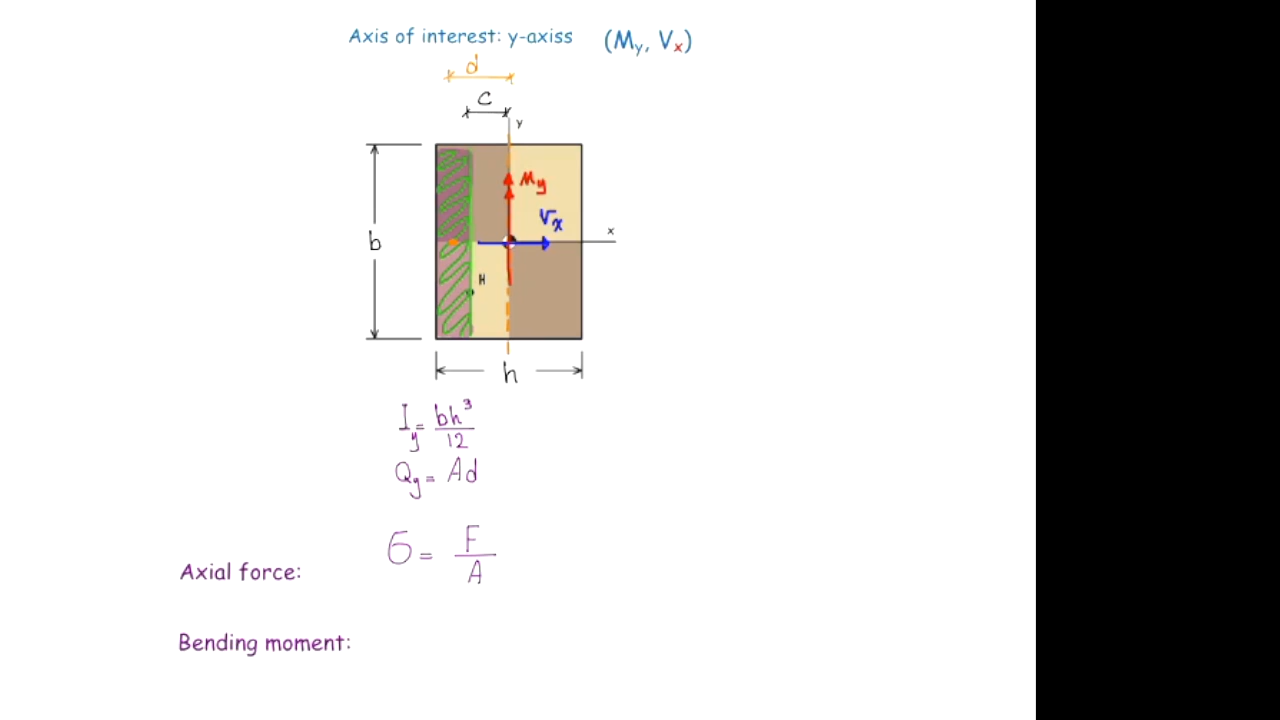 Axis of interest: y-axiss (My, Vx)
d
c
y
My
Vx
x
b
H
h
Iy = bh³/12
Qy = Ad
σ = F/A
Axial force:
Bending moment: